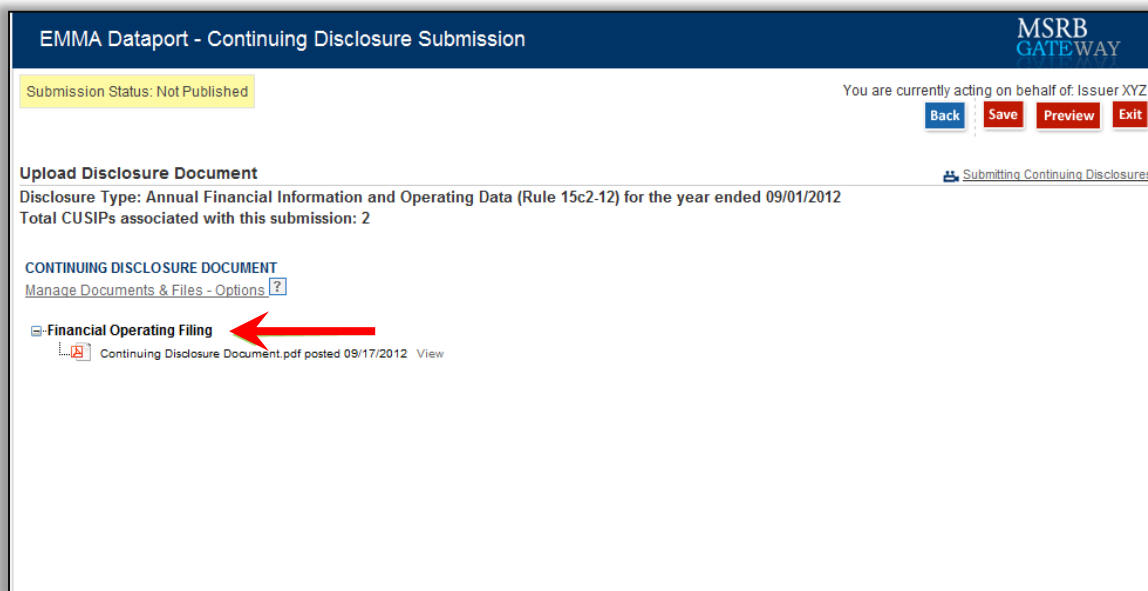 EMMA Dataport - Continuing Disclosure Submission
MSRB
GATEWAY
Submission Status: Not Published
You are currently acting on behalf of: Issuer XYZ
Back Save Preview Exit
Upload Disclosure Document
Submitting Continuing Disclosures
Disclosure Type: Annual Financial Information and Operating Data (Rule 15c2-12) for the year ended 09/01/2012
Total CUSIPs associated with this submission: 2
CONTINUING DISCLOSURE DOCUMENT
Manage Documents & Files - Options ?
Financial Operating Filing
Continuing Disclosure Document.pdf posted 09/17/2012 View